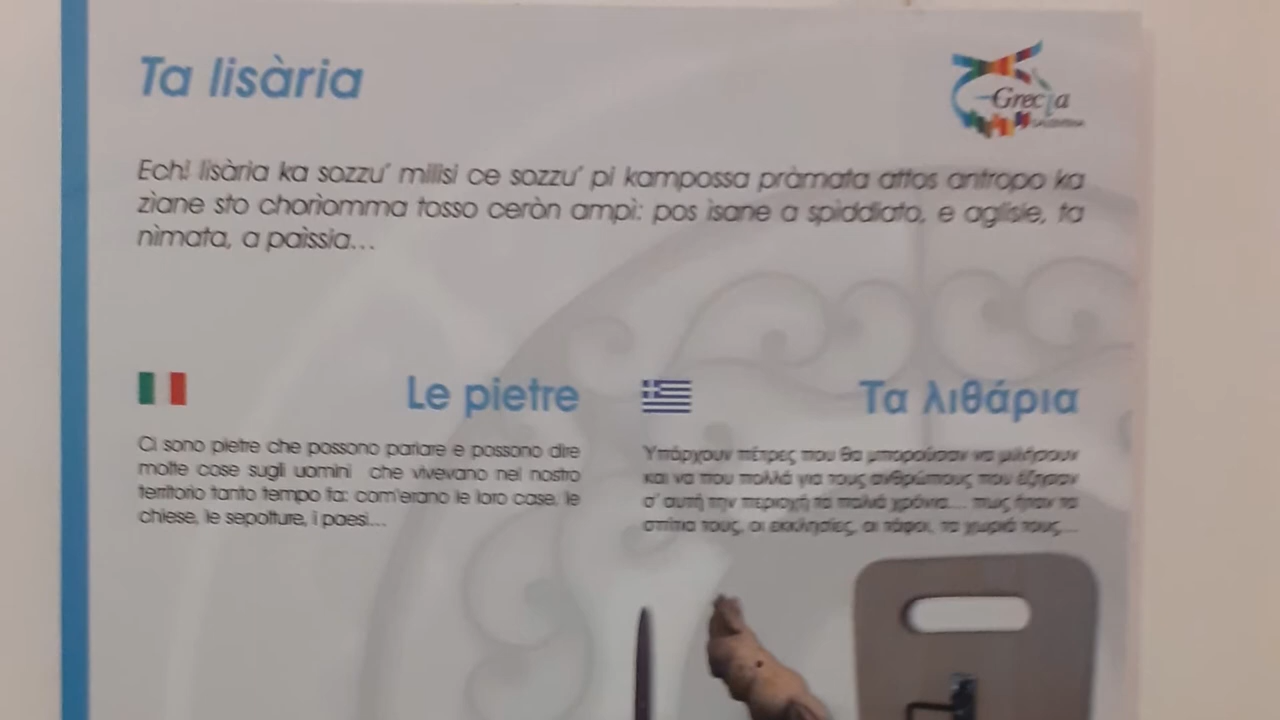 Ta lisària
Grecìa
SALENTINA
Ech! lisària ka sozzu' milisi ce sozzu' pi kampossa pràmata attos antropo ka
zìane sto chorìomma tosso ceròn ampì: pos ìsane a spiddiato, e aglisie, ta
nìmata, a paìssia...
Le pietre
Ci sono pietre che possono parlare e possono dire
molte cose sugli uomini che vivevano nel nostro
territorio tanto tempo fa: com'erano le loro case, le
chiese, le sepolture, i paesi...
Τα λιθάρια
Υπάρχουν πέτρες που θα μπορούσαν να μιλήσουν
και να που πολλά για τους ανθρώπους που έζησαν
σ' αυτή την περιοχή τα παλιά χρόνια.... πως ήταν τα
σπίτια τους, οι εκκλησίες, οι τάφοι, τα χωριά τους....